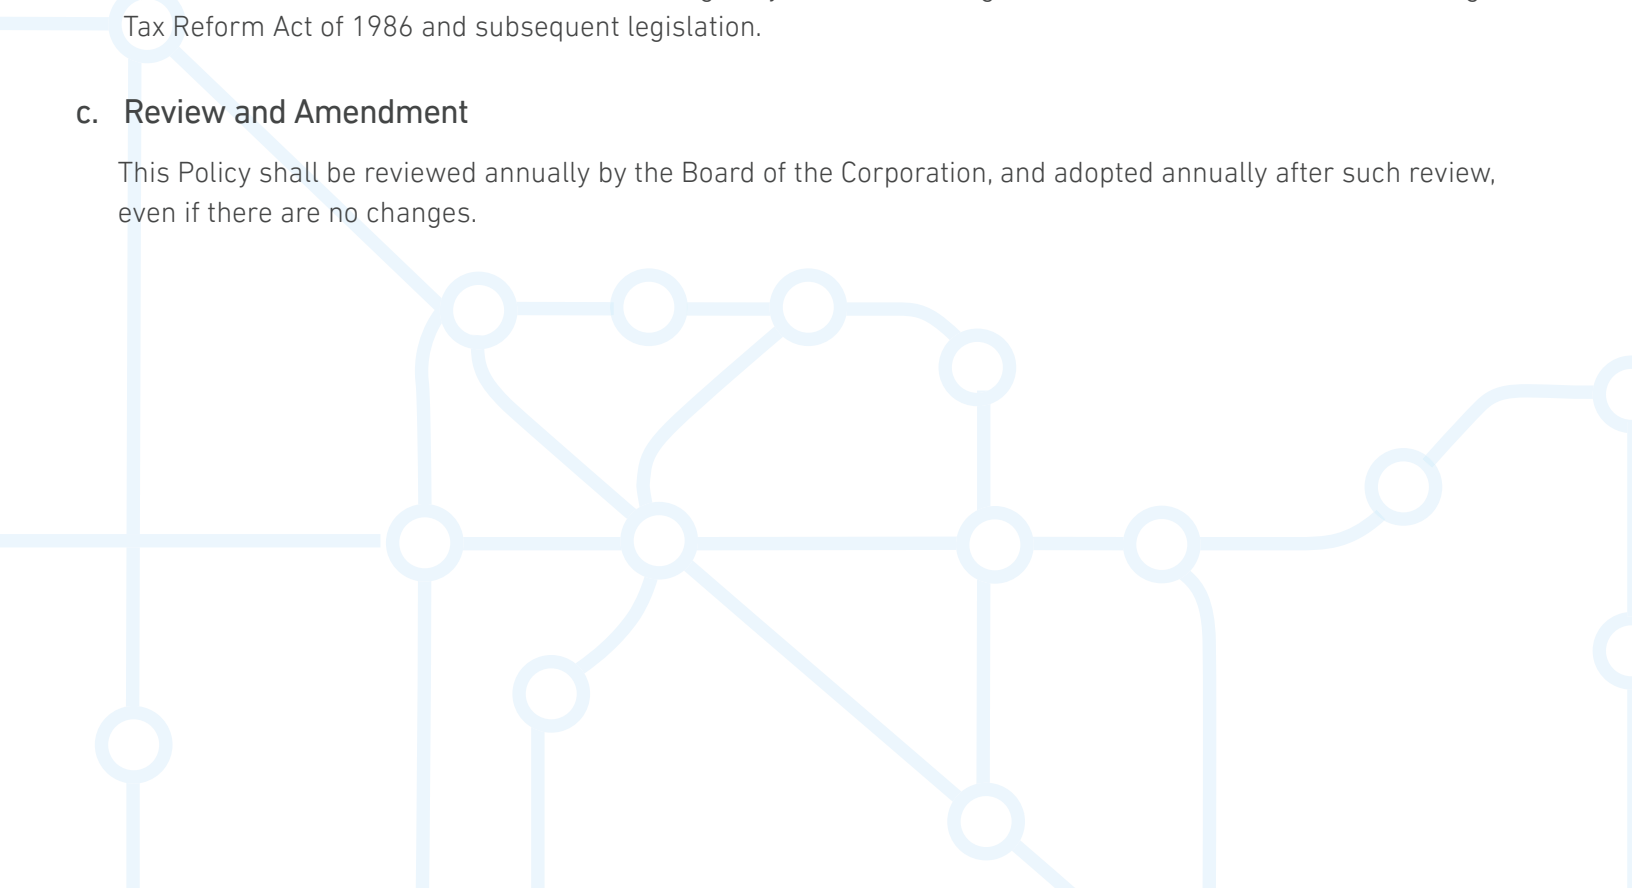 Tax Reform Act of 1986 and subsequent legislation.
c. Review and Amendment
This Policy shall be reviewed annually by the Board of the Corporation, and adopted annually after such review,
even if there are no changes.